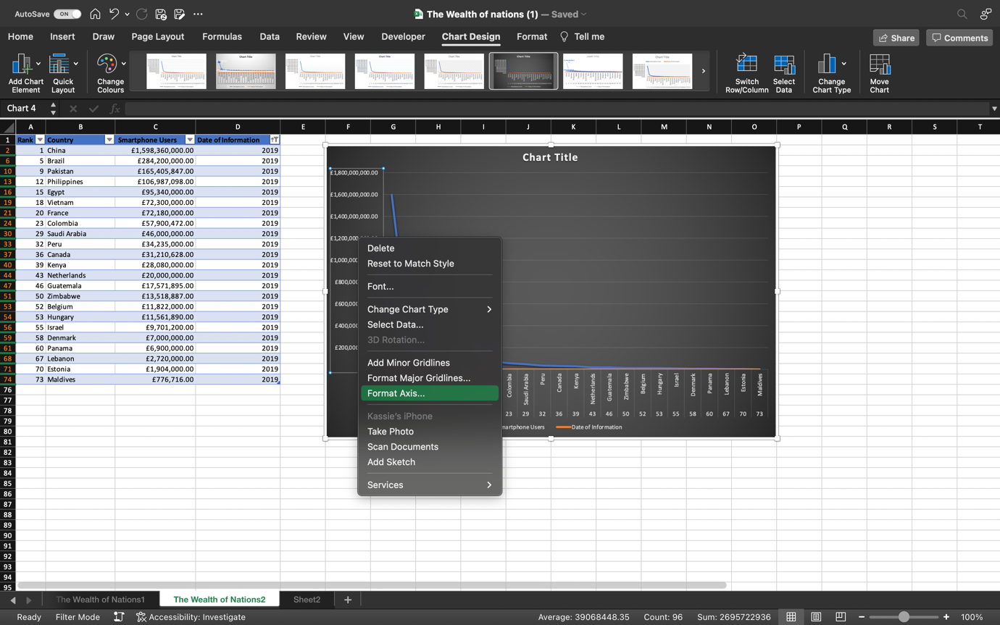 AutoSave ON The Wealth of nations (1) — Saved
Home Insert Draw Page Layout Formulas Data Review View Developer Chart Design Format Tell me Share Comments
Add Chart Element Quick Layout Change Colours Switch Row/Column Select Data Change Chart Type Move Chart
Chart 4 fx
A B C D E F G H I J K L M N O P Q R S T
1 Rank Country Smartphone Users Date of Information
2 1 China £1,598,360,000.00 2019
6 5 Brazil £284,200,000.00 2019
10 9 Pakistan £165,405,847.00 2019
13 12 Philippines £106,987,098.00 2019
16 15 Egypt £95,340,000.00 2019
19 18 Vietnam £72,300,000.00 2019
21 20 France £72,180,000.00 2019
24 23 Colombia £57,900,472.00 2019
30 29 Saudi Arabia £46,000,000.00 2019
33 32 Peru £34,235,000.00 2019
37 36 Canada £31,210,628.00 2019
40 39 Kenya £28,080,000.00 2019
44 43 Netherlands £20,000,000.00 2019
47 46 Guatemala £17,571,895.00 2019
51 50 Zimbabwe £13,518,887.00 2019
53 52 Belgium £11,822,000.00 2019
54 53 Hungary £11,561,890.00 2019
56 55 Israel £9,701,200.00 2019
59 58 Denmark £7,000,000.00 2019
61 60 Panama £6,900,000.00 2019
68 67 Lebanon £2,720,000.00 2019
71 70 Estonia £1,904,000.00 2019
74 73 Maldives £776,716.00 2019
76
77
78
79
80
81
82
83
84
85
86
87
88
89
90
91
92
93
94
95
Chart Title
£1,800,000,000.00
£1,600,000,000.00
£1,400,000,000.00
£1,200,000
£1,000,000
£800,000
£600,000
£400,000
£200,000
Delete
Reset to Match Style
Font...
Change Chart Type
Select Data...
3D Rotation...
Add Minor Gridlines
Format Major Gridlines...
Format Axis...
Kassie's iPhone
Take Photo
Scan Documents
Add Sketch
Services
Colombia Saudi Arabia Peru Canada Kenya Netherlands Guatemala Zimbabwe Belgium Hungary Israel Denmark Panama Lebanon Estonia Maldives
23 29 32 36 39 43 46 50 52 53 55 58 60 67 70 73
martphone Users Date of Information
The Wealth of Nations1 The Wealth of Nations2 Sheet2 +
Ready Filter Mode Accessibility: Investigate Average: 39068448.35 Count: 96 Sum: 2695722936 − + 100%